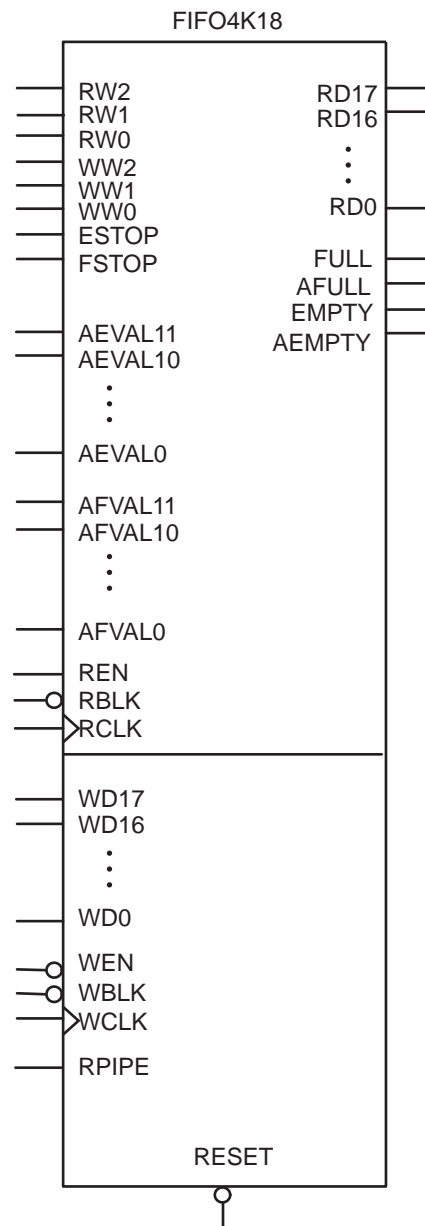 FIFO4K18
RW2
RD17
RW1
RD16
RW0
WW2
WW1
WW0
RD0
ESTOP
FSTOP
FULL
AFULL
EMPTY
AEVAL11
AEMPTY
AEVAL10
AEVAL0
AFVAL11
AFVAL10
AFVAL0
REN
RBLK
RCLK
WD17
WD16
WD0
WEN
WBLK
WCLK
RPIPE
RESET